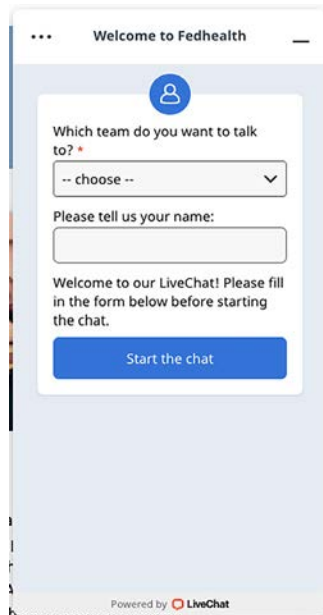 Welcome to Fedhealth
Which team do you want to talk
to? *
-- choose --
Please tell us your name:
Welcome to our LiveChat! Please fill
in the form below before starting
the chat.
Start the chat
Powered by LiveChat